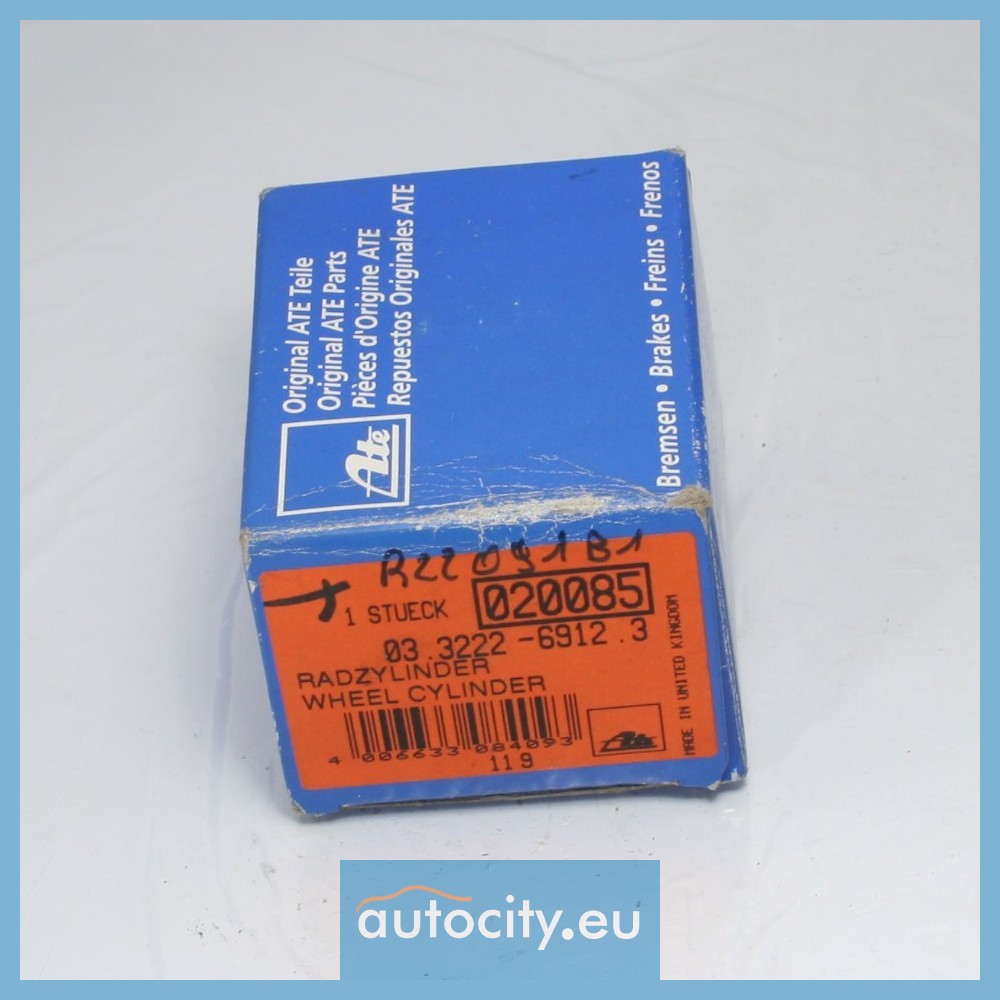 Original ATE Teile
Original ATE Parts
Pièces d'Origine ATE
Repuestos Originales ATE
Ate
Bremsen • Brakes • Freins • Frenos
1 STUECK
020085
03.3222-6912.3
RADZYLINDER
WHEEL CYLINDER
4 006633 084093
119
Ate
MADE IN UNITED KINGDOM
autocity.eu